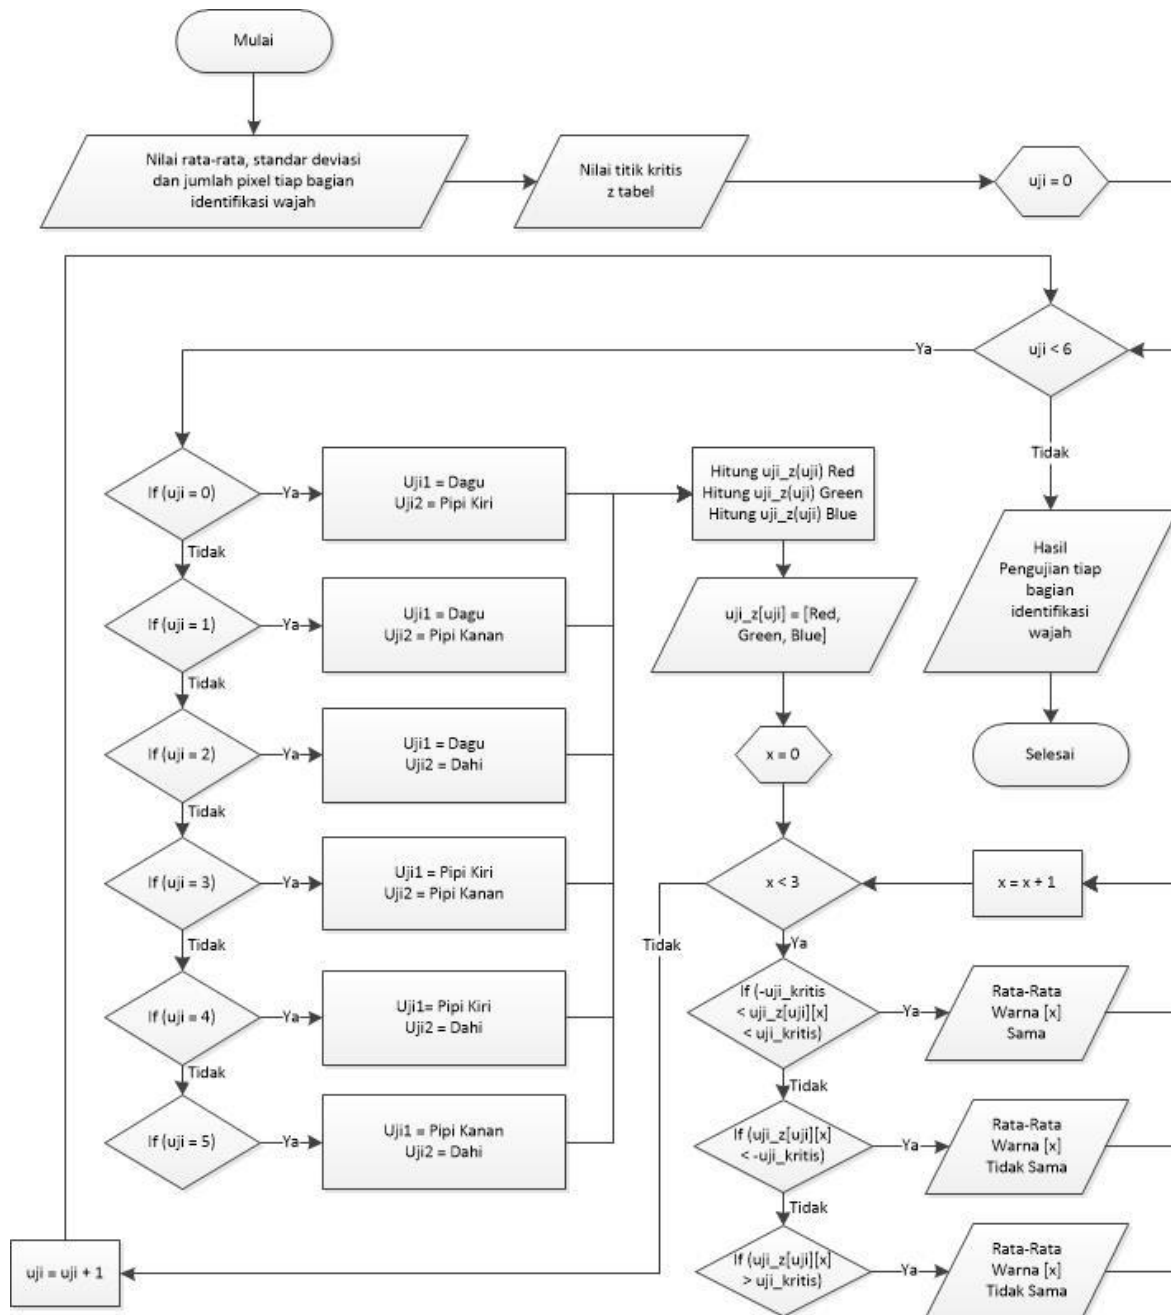 Mulai
Nilai rata-rata, standar deviasi
dan jumlah pixel tiap bagian
identifikasi wajah
Nilai titik kritis
z tabel
uji = 0
uji < 6
Ya
Tidak
If (uji = 0)
Ya
Uji1 = Dagu
Uji2 = Pipi Kiri
Tidak
If (uji = 1)
Ya
Uji1 = Dagu
Uji2 = Pipi Kanan
Tidak
If (uji = 2)
Ya
Uji1 = Dagu
Uji2 = Dahi
Tidak
If (uji = 3)
Ya
Uji1 = Pipi Kiri
Uji2 = Pipi Kanan
Tidak
If (uji = 4)
Ya
Uji1= Pipi Kiri
Uji2 = Dahi
Tidak
If (uji = 5)
Ya
Uji1 = Pipi Kanan
Uji2 = Dahi
Hitung uji_z(uji) Red
Hitung uji_z(uji) Green
Hitung uji_z(uji) Blue
uji_z[uji] = [Red,
Green, Blue]
x = 0
x < 3
x = x + 1
Tidak
Ya
If (-uji_kritis
< uji_z[uji][x]
< uji_kritis)
Ya
Rata-Rata
Warna [x]
Sama
Tidak
If (uji_z[uji][x]
< -uji_kritis)
Ya
Rata-Rata
Warna [x]
Tidak Sama
Tidak
If (uji_z[uji][x]
> uji_kritis)
Ya
Rata-Rata
Warna [x]
Tidak Sama
uji = uji + 1
Hasil
Pengujian tiap
bagian
identifikasi
wajah
Selesai